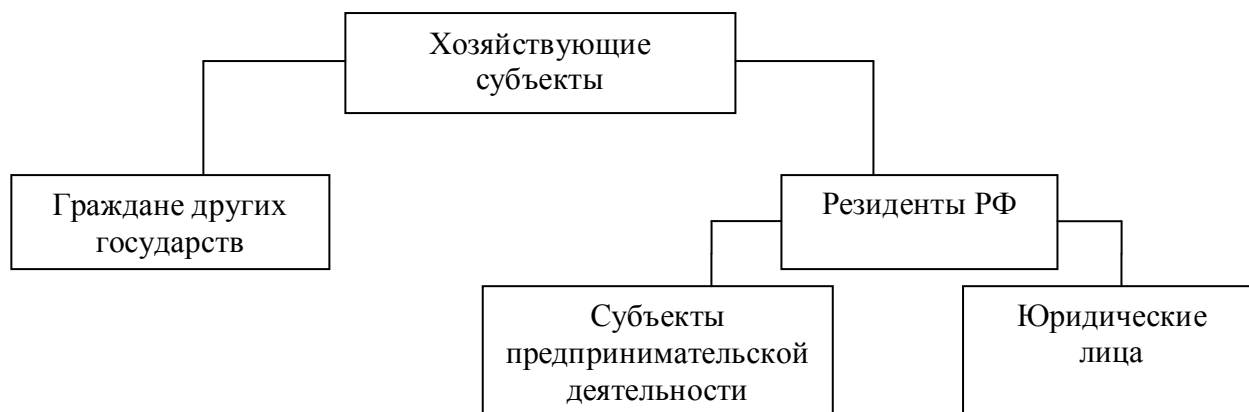 Хозяйствующие
субъекты
Граждане других
государств
Резиденты РФ
Субъекты
предпринимательской
деятельности
Юридические
лица